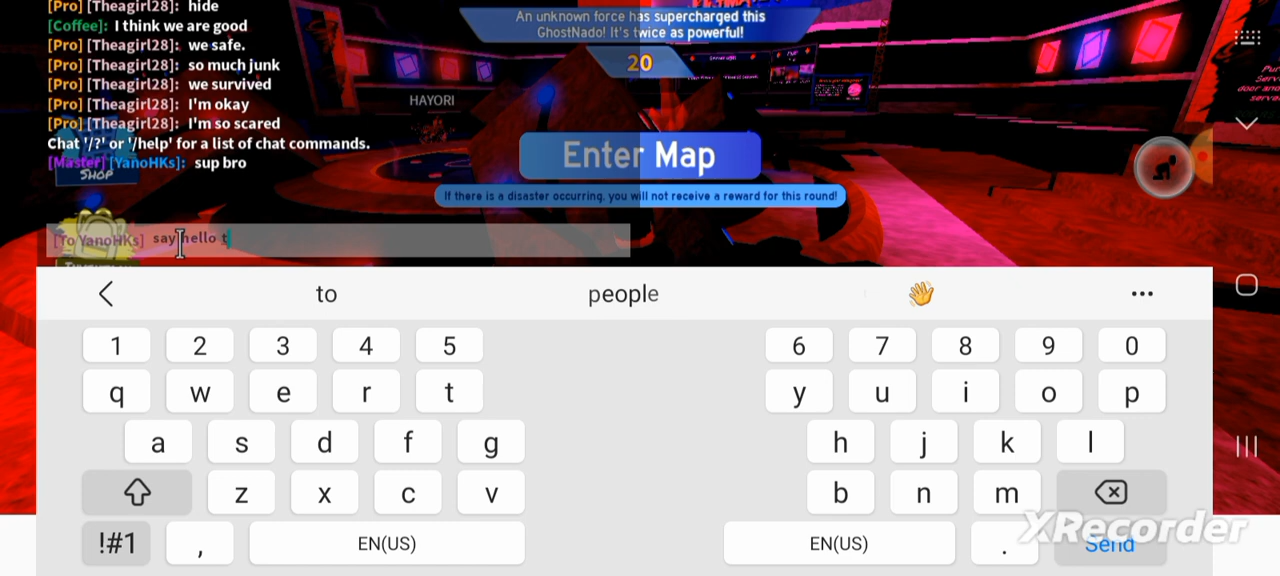 [Pro] [Theagirl28]: hide
[Coffee]: I think we are good
[Pro] [Theagirl28]: we safe.
[Pro] [Theagirl28]: so much junk
[Pro] [Theagirl28]: we survived
[Pro] [Theagirl28]: I'm okay
[Pro] [Theagirl28]: I'm so scared
Chat '/?' or '/help' for a list of chat commands.
[Master] [YanoHKs]: sup bro
SHOP
An unknown force has supercharged this
GhostNado! It's twice as powerful!
20
HAYORI
Enter Map
If there is a disaster occurring, you will not receive a reward for this round!
[To YanoHKs] say hello t
to people 👋 ...
1 2 3 4 5 6 7 8 9 0
q w e r t y u i o p
a s d f g h j k l
z x c v b n m
!#1 , EN(US) EN(US) . Send
XRecorder